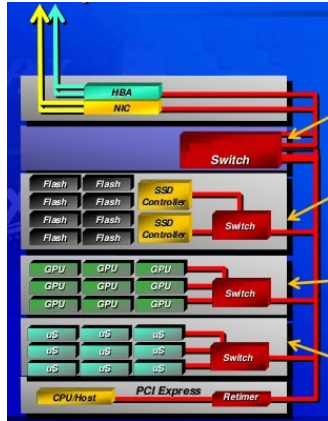 HBA
NIC
Switch
Flash Flash
Flash Flash
Flash Flash
Flash Flash
SSD
Controller
SSD
Controller
Switch
GPU GPU GPU
GPU GPU GPU
GPU GPU GPU
Switch
uS uS uS
uS uS uS
uS uS uS
Switch
PCI Express
CPU/Host
Retimer